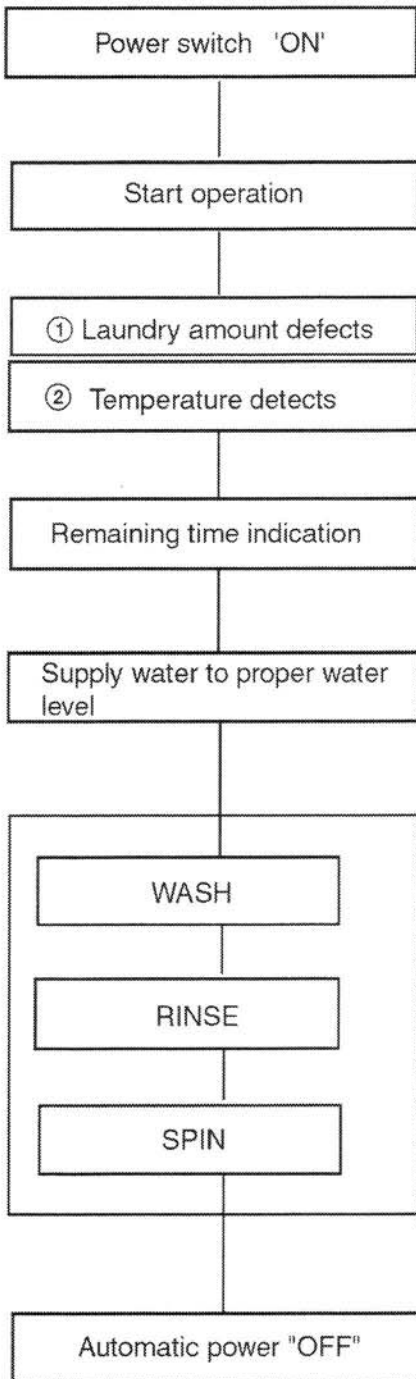 Power switch 'ON'
Start operation
① Laundry amount defects
② Temperature detects
Remaining time indication
Supply water to proper water
level
WASH
RINSE
SPIN
Automatic power "OFF"